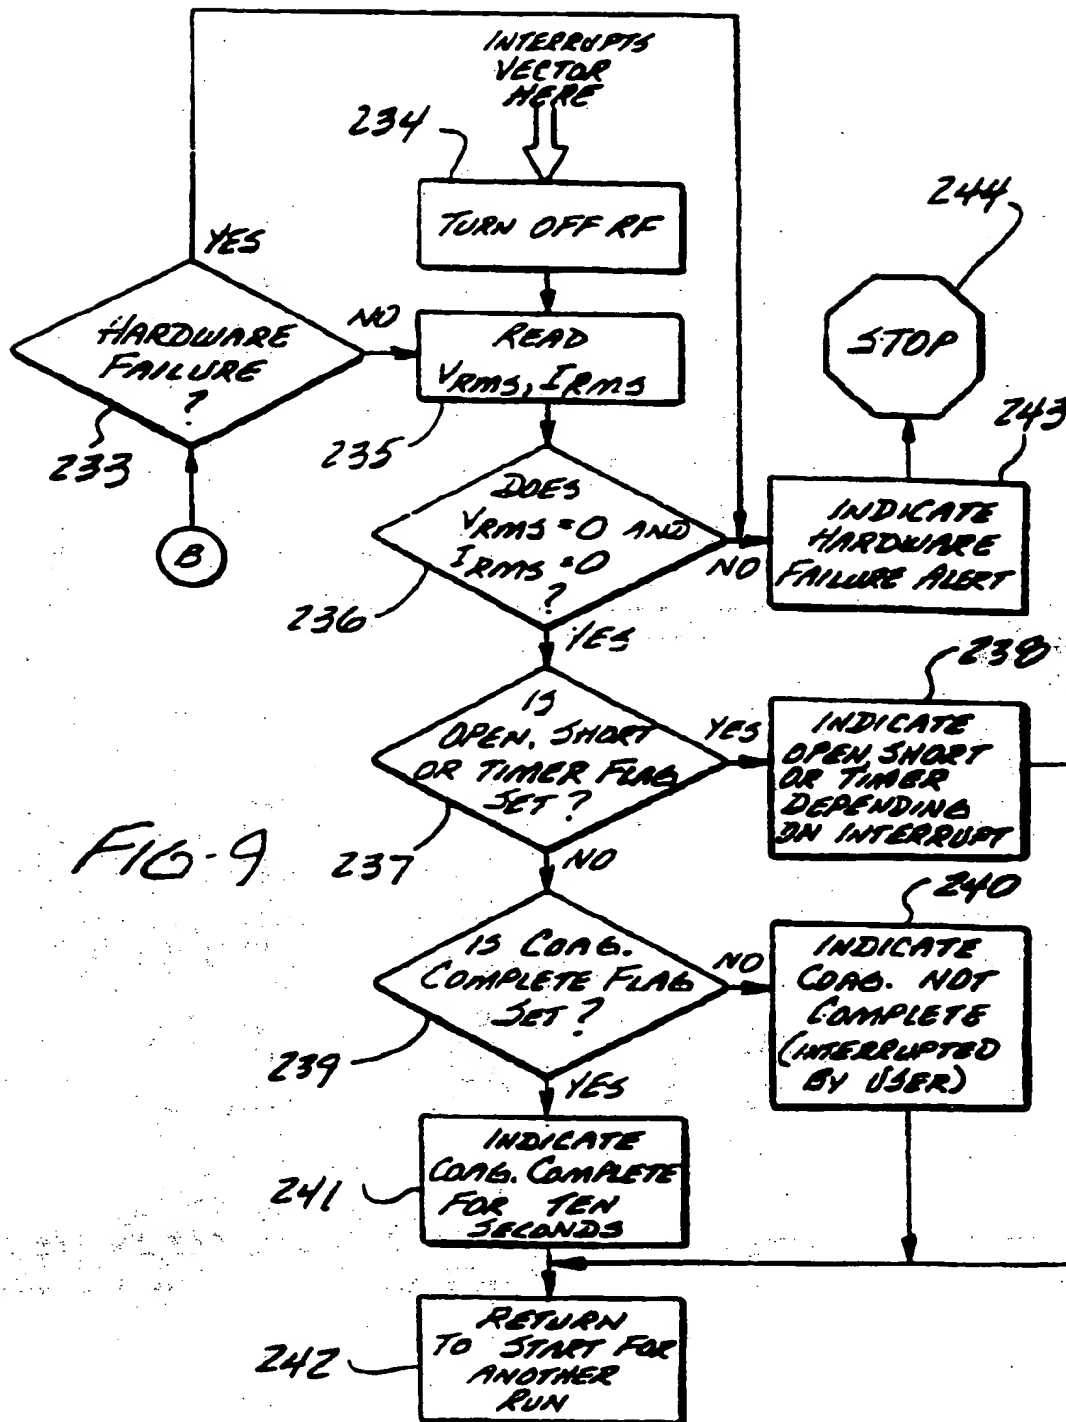 INTERRUPTS
VECTOR
HERE
234
TURN OFF RF
244
STOP
YES
HARDWARE
FAILURE
?
233
NO
READ
VRMS, IRMS
235
B
243
DOES
VRMS = 0 AND
IRMS = 0
?
236
NO
INDICATE
HARDWARE
FAILURE ALERT
YES
238
IS
OPEN, SHORT
OR TIMER FLAG
SET?
YES
INDICATE
OPEN, SHORT
OR TIMER
DEPENDING
ON INTERRUPT
FIG-9
237
NO
240
IS COAG.
COMPLETE FLAG
SET?
239
NO
INDICATE
COAG. NOT
COMPLETE
(INTERRUPTED
BY USER)
YES
INDICATE
COAG. COMPLETE
FOR TEN
SECONDS
241
RETURN
TO START FOR
ANOTHER
RUN
242